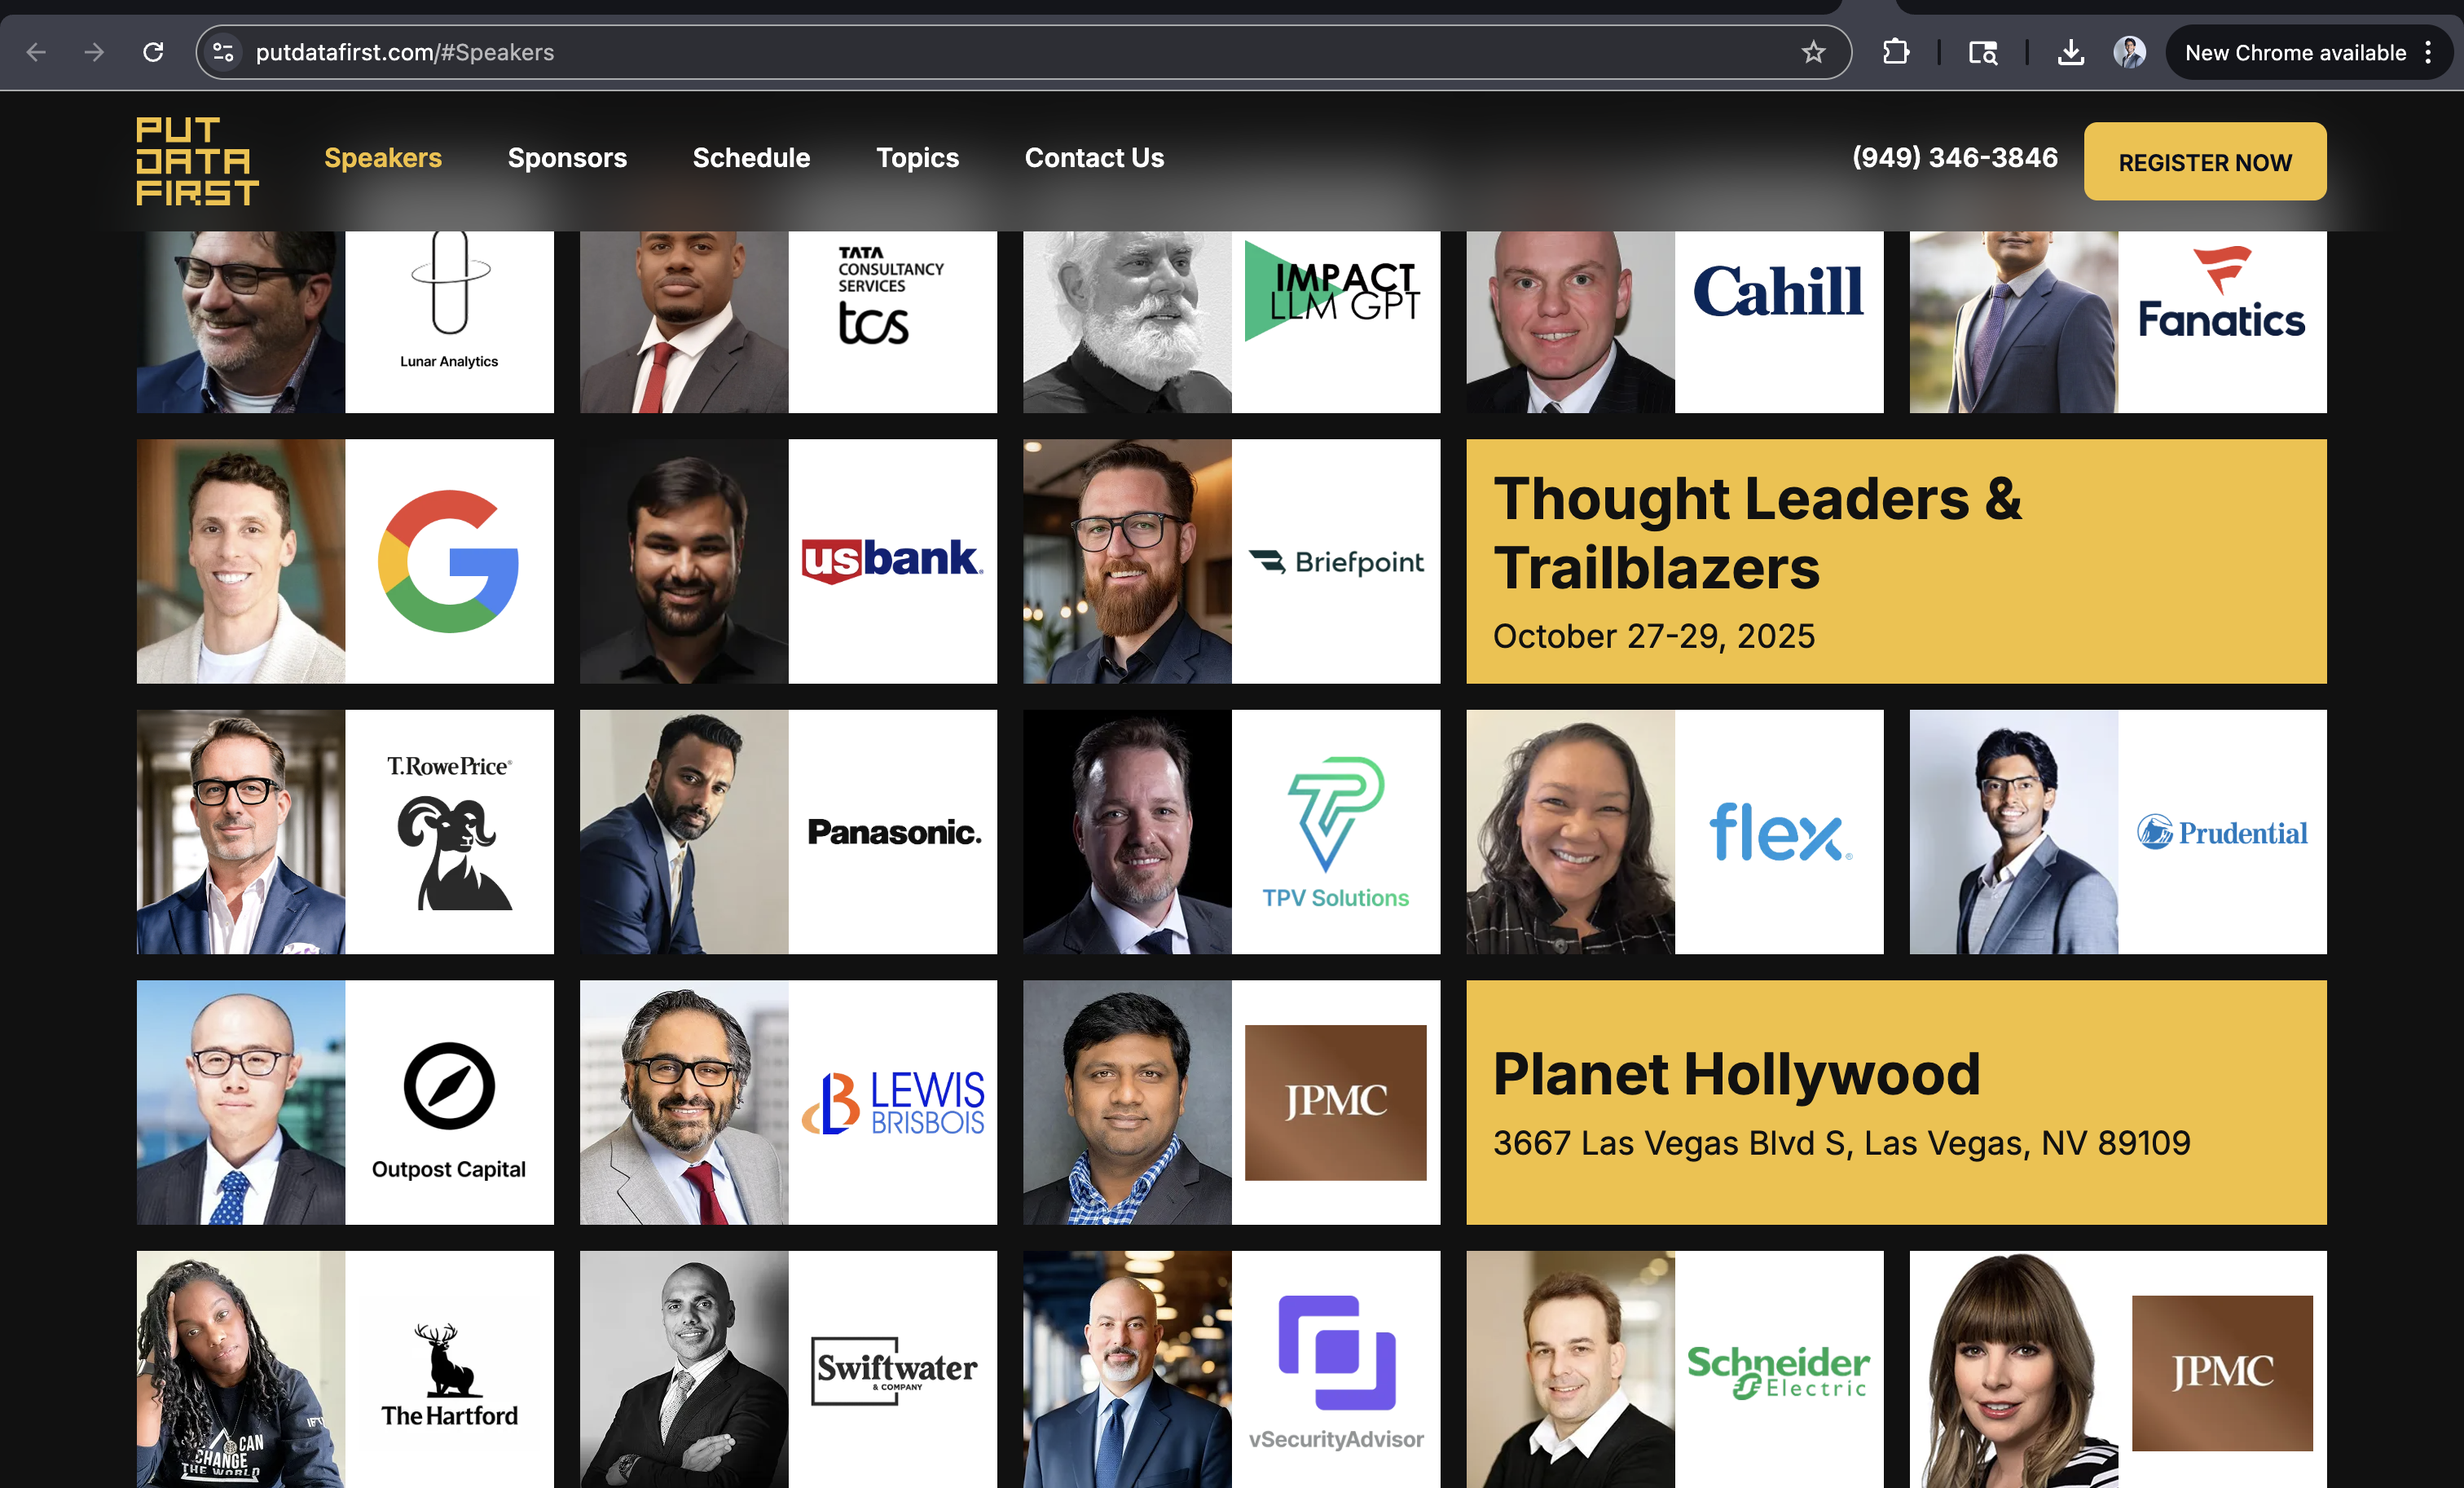 putdatafirst.com/#Speakers
New Chrome available
PUT
DATA
FIRST
Speakers
Sponsors
Schedule
Topics
Contact Us
(949) 346-3846
REGISTER NOW
Lunar Analytics
TATA
CONSULTANCY
SERVICES
tcs
IMPACT
LLM GPT
Cahill
Fanatics
G
usbank
Briefpoint
Thought Leaders &
Trailblazers
October 27-29, 2025
T.RowePrice®
Panasonic.
TPV Solutions
flex®
Prudential
Outpost Capital
LB
LEWIS
BRISBOIS
JPMC
Planet Hollywood
3667 Las Vegas Blvd S, Las Vegas, NV 89109
I CAN
CHANGE
THE WORLD
The Hartford
Swiftwater
& COMPANY
vSecurityAdvisor
Schneider
Electric
JPMC